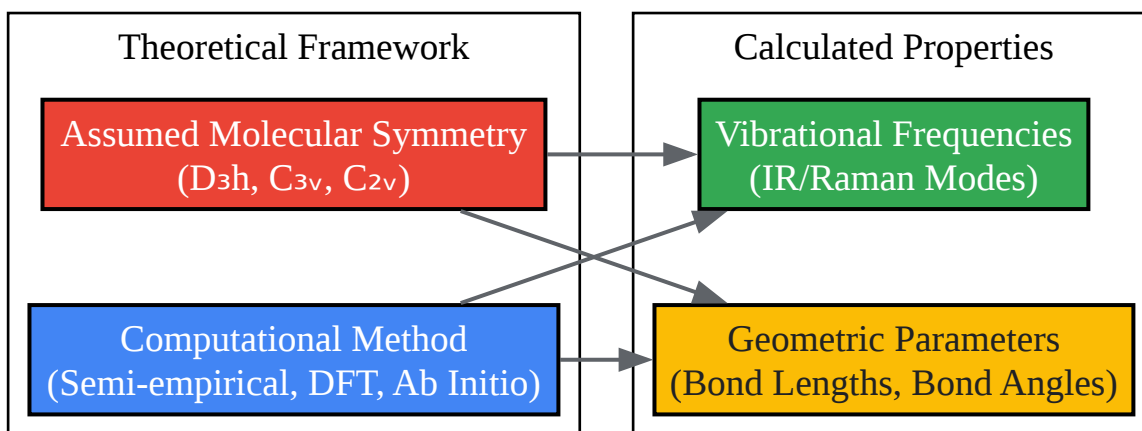 Theoretical Framework
Assumed Molecular Symmetry
(D₃h, C₃ᵥ, C₂ᵥ)
Computational Method
(Semi-empirical, DFT, Ab Initio)
Calculated Properties
Vibrational Frequencies
(IR/Raman Modes)
Geometric Parameters
(Bond Lengths, Bond Angles)